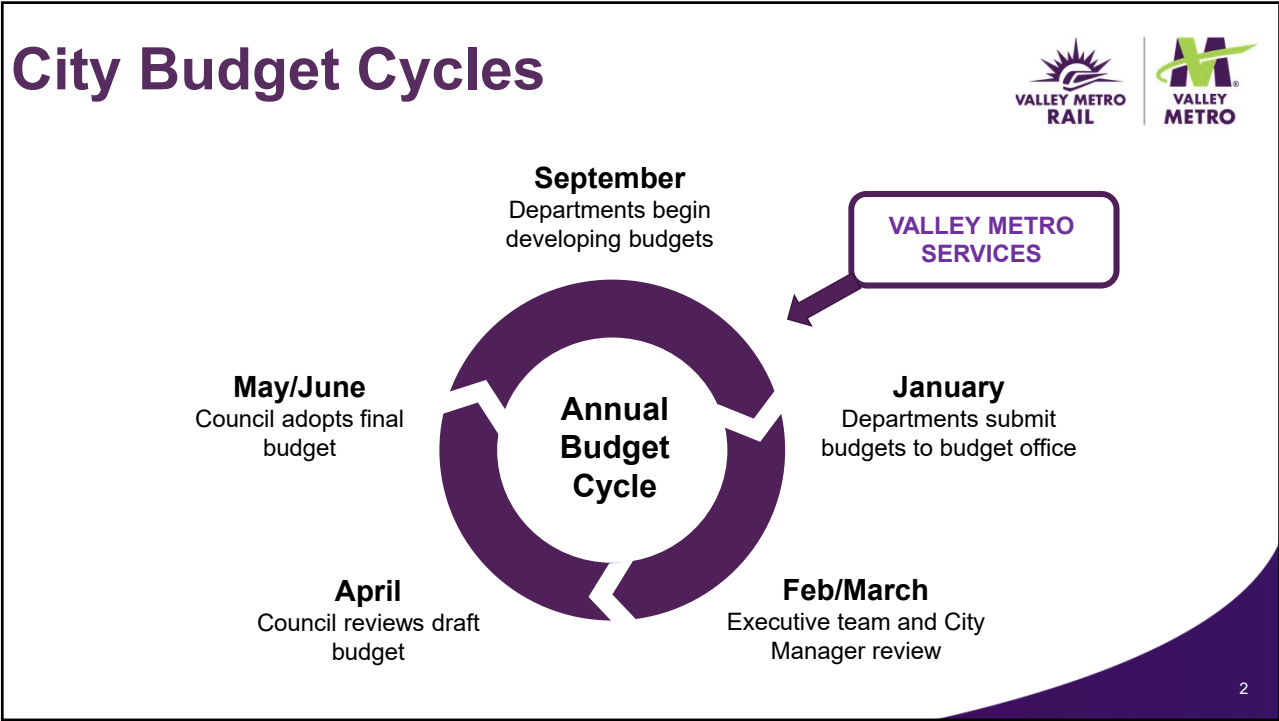 City Budget Cycles
VALLEY METRO
RAIL
VALLEY
METRO
September
Departments begin
developing budgets
VALLEY METRO
SERVICES
May/June
Council adopts final
budget
Annual
Budget
Cycle
January
Departments submit
budgets to budget office
April
Council reviews draft
budget
Feb/March
Executive team and City
Manager review
2